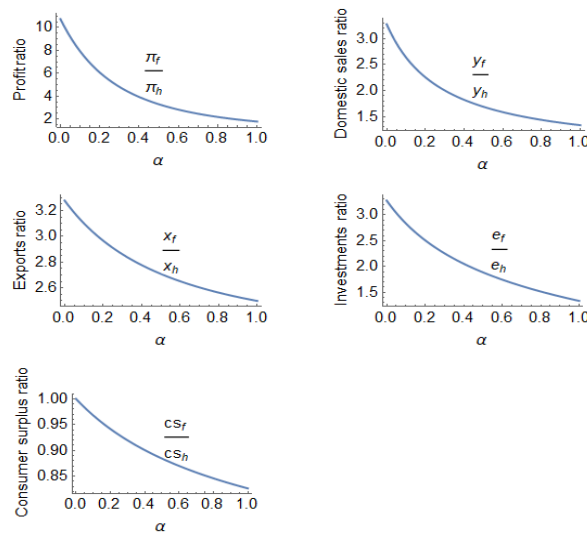 Profit ratio
10
8
6
4
2
π_f
π_h
0.0 0.2 0.4 0.6 0.8 1.0
α
Domestic sales ratio
3.0
2.5
2.0
1.5
y_f
y_h
0.0 0.2 0.4 0.6 0.8 1.0
α
Exports ratio
3.2
3.0
2.8
2.6
x_f
x_h
0.0 0.2 0.4 0.6 0.8 1.0
α
Investments ratio
3.0
2.5
2.0
1.5
e_f
e_h
0.0 0.2 0.4 0.6 0.8 1.0
α
Consumer surplus ratio
1.00
0.95
0.90
0.85
cs_f
cs_h
0.0 0.2 0.4 0.6 0.8 1.0
α